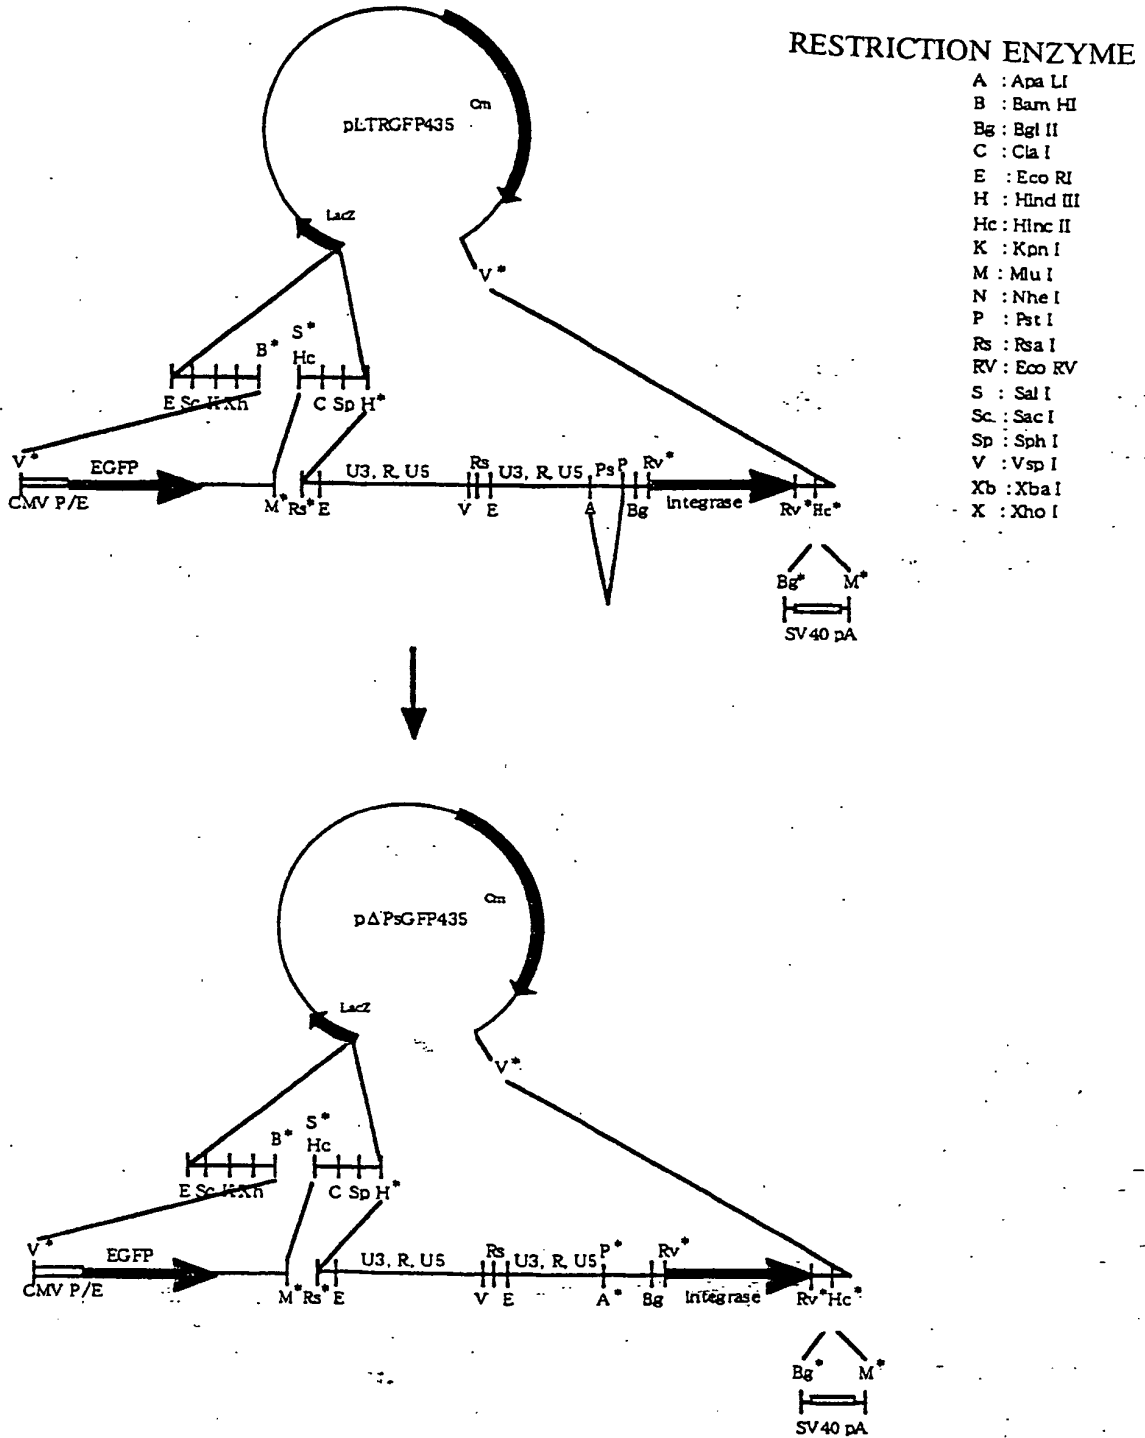 RESTRICTION ENZYME
A : Apa LI
B : Bam HI
Bg : Bgl II
C : Cla I
E : Eco RI
H : Hind III
Hc : Hinc II
K : Kpn I
M : Mlu I
N : Nhe I
P : Pst I
Rs : Rsa I
RV : Eco RV
S : Sal I
Sc : Sac I
Sp : Sph I
V : Vsp I
Xb : Xba I
X : Xho I
Cm
pLTRGFP435
LacZ
V*
S*
B* Hc
E Sc K Xh C Sp H*
V* EGFP U3, R, U5 Rs U3, R, U5 Ps P Rv*
CMV P/E M* Rs* E V E A Bg Integrase Rv* Hc*
Bg* M*
SV40 pA
Cm
pΔPsGFP435
LacZ
V*
S*
B* Hc
E Sc K Xh C Sp H*
V* EGFP U3, R, U5 Rs U3, R, U5 P* Rv*
CMV P/E M* Rs* E V E A* Bg Integrase Rv* Hc*
Bg* M*
SV40 pA